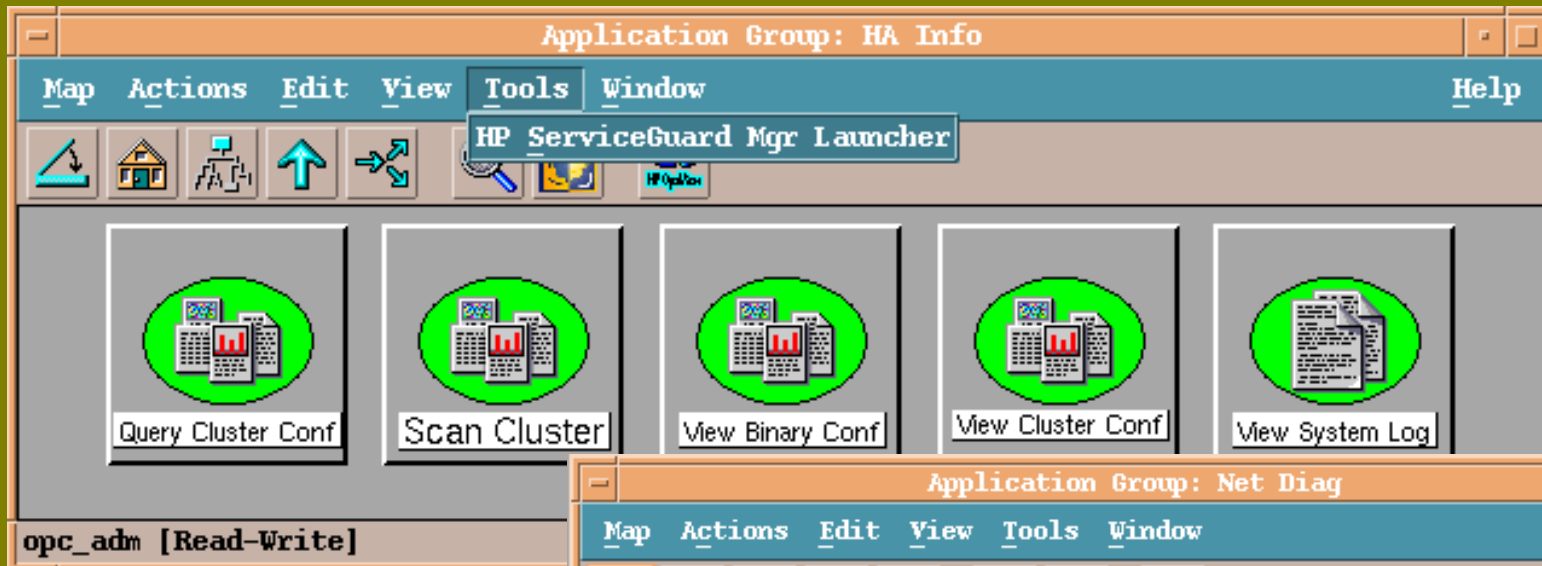 Application Group: HA Info
Map Actions Edit View Tools Window Help
HP ServiceGuard Mgr Launcher
HP OpenView
Query Cluster Conf
Scan Cluster
View Binary Conf
View Cluster Conf
View System Log
Application Group: Net Diag
opc_adm [Read-Write]
Map Actions Edit View Tools Window